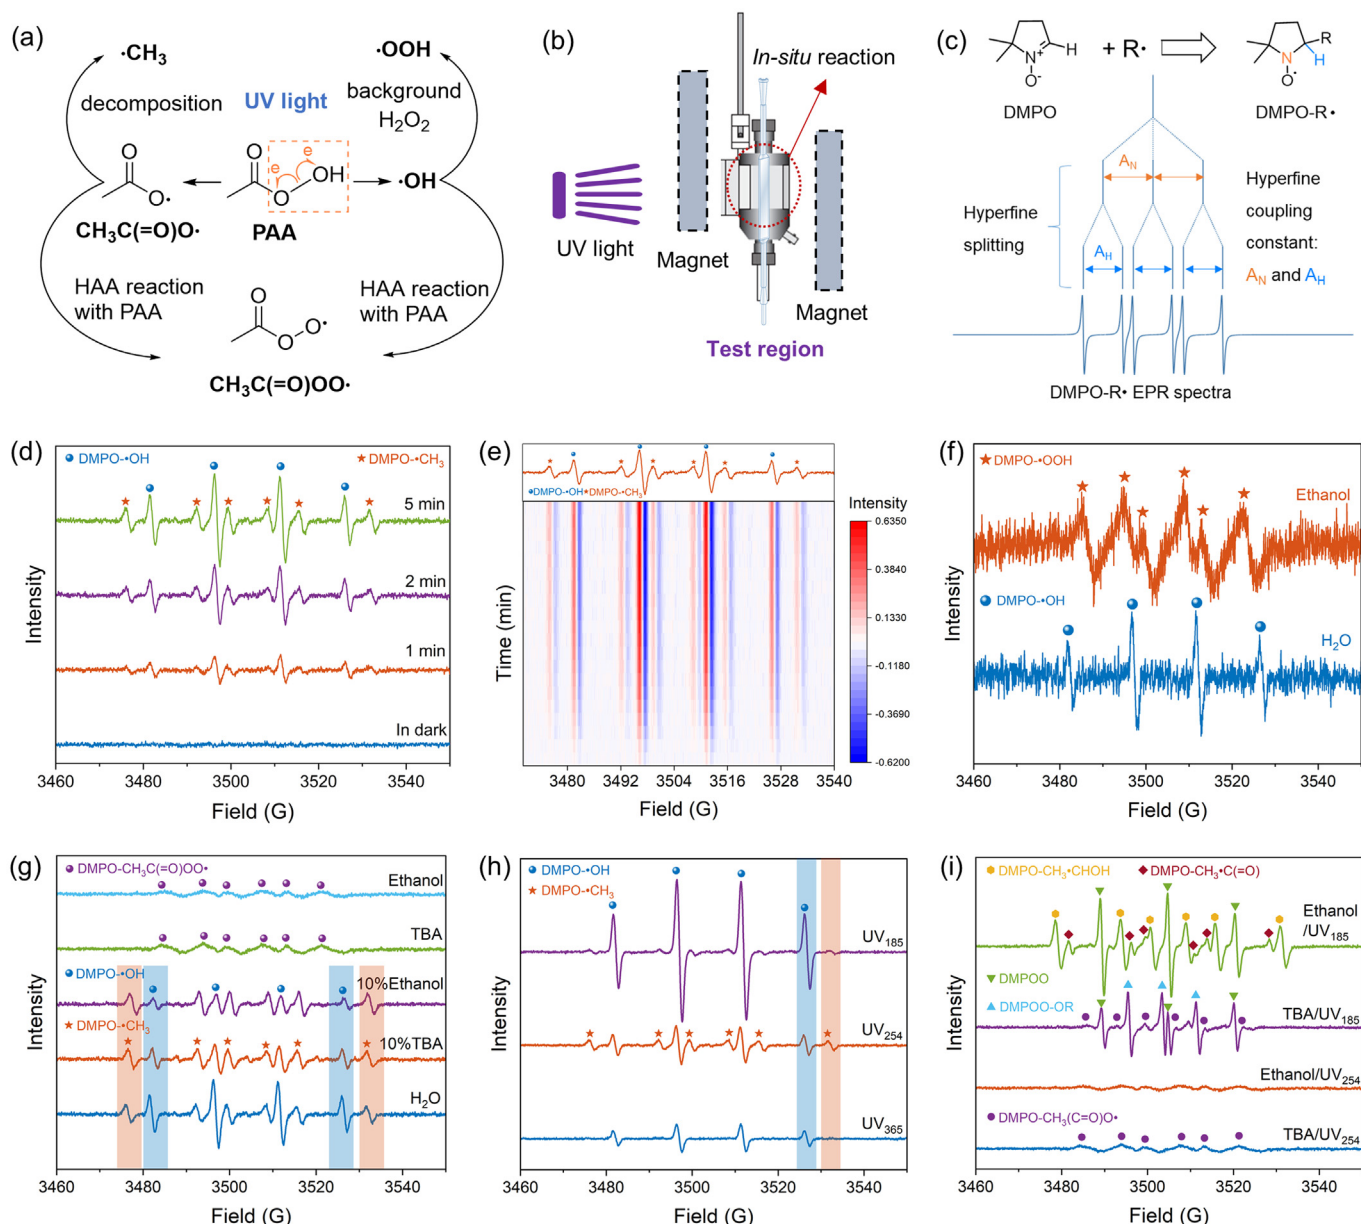 (a)
·CH3
·OOH
decomposition
UV light
background
H2O2
O
O
O·
O
OH
e
e
·OH
CH3C(=O)O·
PAA
HAA reaction
with PAA
HAA reaction
with PAA
O
O
O·
CH3C(=O)OO·
(b)
In-situ reaction
UV light
Magnet
Magnet
Test region
(c)
N+
O-
H
+ R·
N
O·
R
H
DMPO
DMPO-R•
AN
Hyperfine
splitting
AH
Hyperfine
coupling
constant:
AN and AH
DMPO-R• EPR spectra
(d)
DMPO-•OH
DMPO-•CH3
5 min
2 min
1 min
In dark
Intensity
3460 3480 3500 3520 3540
Field (G)
(e)
DMPO-•OH DMPO-•CH3
Intensity
0.6350
0.3840
0.1330
-0.1180
-0.3690
-0.6200
Time (min)
3480 3492 3504 3516 3528 3540
Field (G)
(f)
DMPO-•OOH
Ethanol
DMPO-•OH
H2O
Intensity
3460 3480 3500 3520 3540
Field (G)
(g)
DMPO-CH3C(=O)OO•
Ethanol
TBA
DMPO-•OH
10%Ethanol
DMPO-•CH3
10%TBA
H2O
Intensity
3460 3480 3500 3520 3540
Field (G)
(h)
DMPO-•OH
DMPO-•CH3
UV185
UV254
UV365
Intensity
3460 3480 3500 3520 3540
Field (G)
(i)
DMPO-CH3•CHOH
DMPO-CH3•C(=O)
Ethanol
/UV185
DMPOO
DMPOO-OR
TBA/UV185
Ethanol/UV254
DMPO-CH3(C=O)O•
TBA/UV254
Intensity
3460 3480 3500 3520 3540
Field (G)